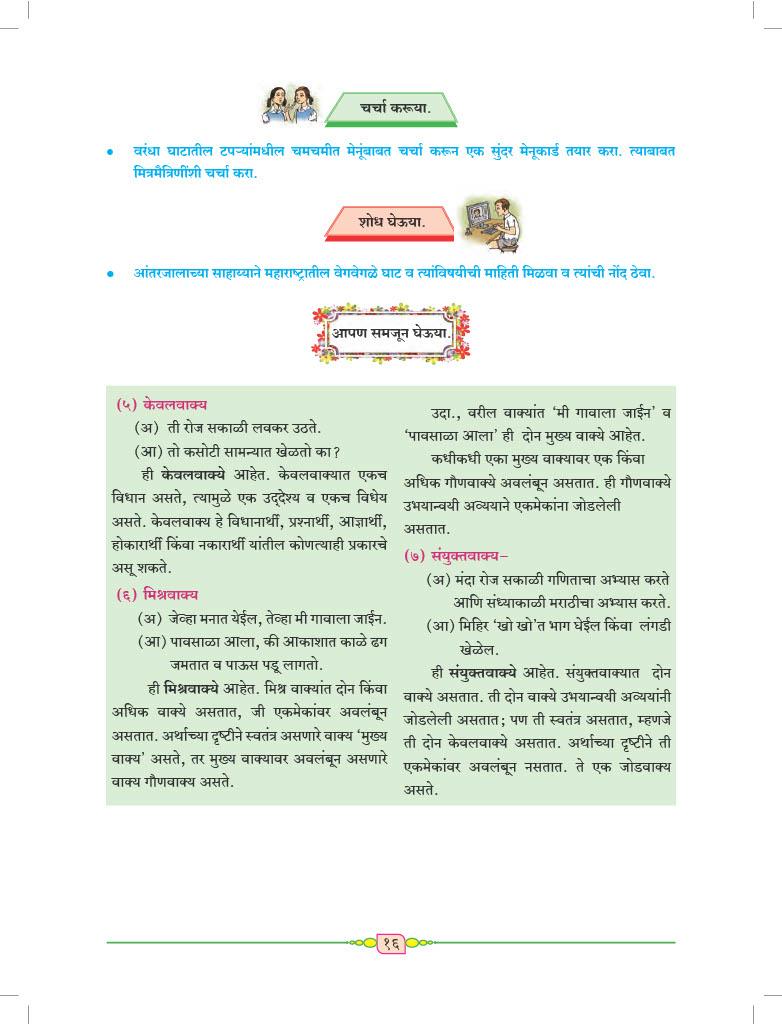 चर्चा करूया.
• वरंधा घाटातील टपऱ्यांमधील चमचमीत मेनूंबाबत चर्चा करून एक सुंदर मेनूकार्ड तयार करा. त्याबाबत
मित्रमैत्रिणींशी चर्चा करा.
शोध घेऊया.
• आंतरजालाच्या साहाय्याने महाराष्ट्रातील वेगवेगळे घाट व त्यांविषयीची माहिती मिळवा व त्यांची नोंद ठेवा.
आपण समजून घेऊया.
(५) केवलवाक्य
(अ) ती रोज सकाळी लवकर उठते.
(आ) तो कसोटी सामन्यात खेळतो का?
ही केवलवाक्ये आहेत. केवलवाक्यात एकच
विधान असते, त्यामुळे एक उद्‌देश्य व एकच विधेय
असते. केवलवाक्य हे विधानार्थी, प्रश्नार्थी, आज्ञार्थी,
होकारार्थी किंवा नकारार्थी यांतील कोणत्याही प्रकारचे
असू शकते.
(६) मिश्रवाक्य
(अ) जेव्हा मनात येईल, तेव्हा मी गावाला जाईन.
(आ) पावसाळा आला, की आकाशात काळे ढग
जमतात व पाऊस पडू लागतो.
ही मिश्रवाक्ये आहेत. मिश्र वाक्यांत दोन किंवा
अधिक वाक्ये असतात, जी एकमेकांवर अवलंबून
असतात. अर्थाच्या दृष्टीने स्वतंत्र असणारे वाक्य ‘मुख्य
वाक्य’ असते, तर मुख्य वाक्यावर अवलंबून असणारे
वाक्य गौणवाक्य असते.
उदा., वरील वाक्यांत ‘मी गावाला जाईन’ व
‘पावसाळा आला’ ही दोन मुख्य वाक्ये आहेत.
कधीकधी एका मुख्य वाक्यावर एक किंवा
अधिक गौणवाक्ये अवलंबून असतात. ही गौणवाक्ये
उभयान्वयी अव्ययाने एकमेकांना जोडलेली
असतात.
(७) संयुक्तवाक्य–
(अ) मंदा रोज सकाळी गणिताचा अभ्यास करते
आणि संध्याकाळी मराठीचा अभ्यास करते.
(आ) मिहिर ‘खो खो’त भाग घेईल किंवा लंगडी
खेळेल.
ही संयुक्तवाक्ये आहेत. संयुक्तवाक्यात दोन
वाक्ये असतात. ती दोन वाक्ये उभयान्वयी अव्ययांनी
जोडलेली असतात; पण ती स्वतंत्र असतात, म्हणजे
ती दोन केवलवाक्ये असतात. अर्थाच्या दृष्टीने ती
एकमेकांवर अवलंबून नसतात. ते एक जोडवाक्य
असते.
१६